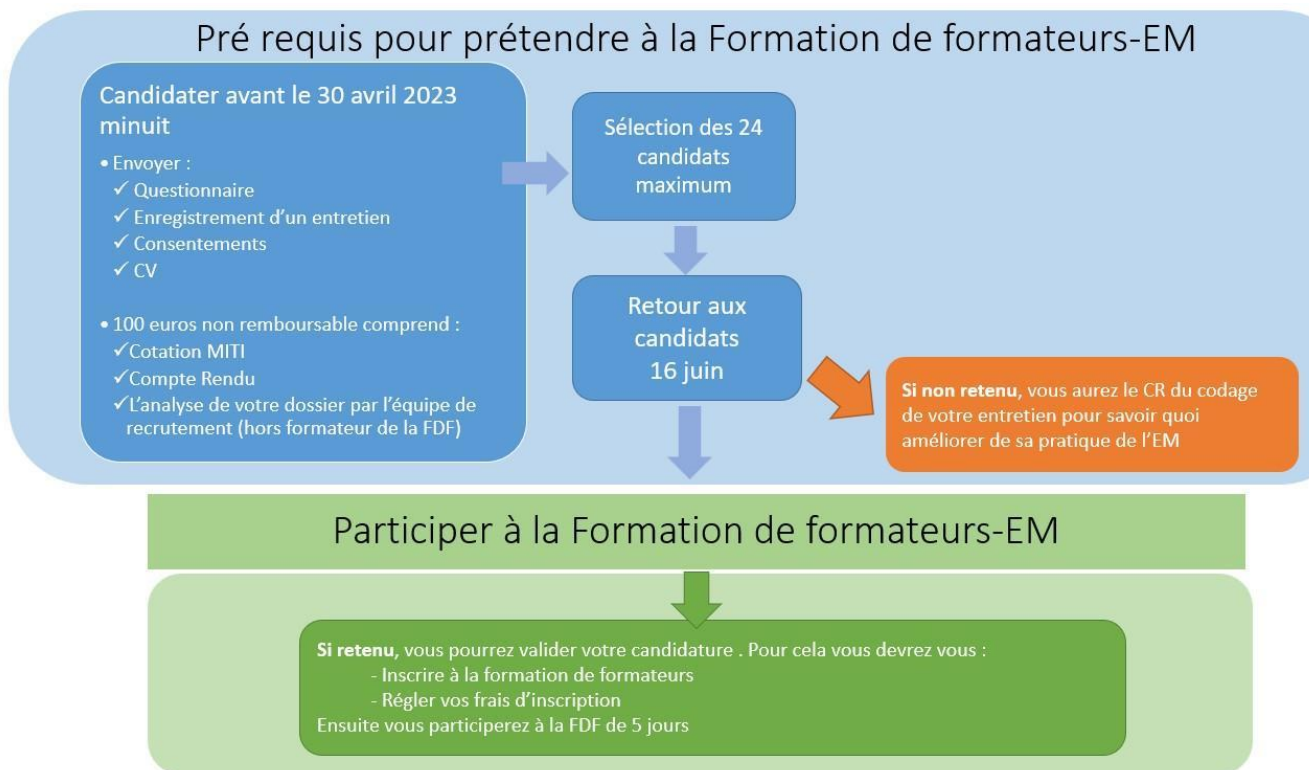 Pré requis pour prétendre à la Formation de formateurs-EM
Candidater avant le 30 avril 2023
minuit
• Envoyer :
✓ Questionnaire
✓ Enregistrement d'un entretien
✓ Consentements
✓ CV
• 100 euros non remboursable comprend :
✓Cotation MITI
✓Compte Rendu
✓L'analyse de votre dossier par l'équipe de
recrutement (hors formateur de la FDF)
Sélection des 24
candidats
maximum
Retour aux
candidats
16 juin
Si non retenu, vous aurez le CR du codage
de votre entretien pour savoir quoi
améliorer de sa pratique de l'EM
Participer à la Formation de formateurs-EM
Si retenu, vous pourrez valider votre candidature . Pour cela vous devrez vous :
- Inscrire à la formation de formateurs
- Régler vos frais d'inscription
Ensuite vous participerez à la FDF de 5 jours